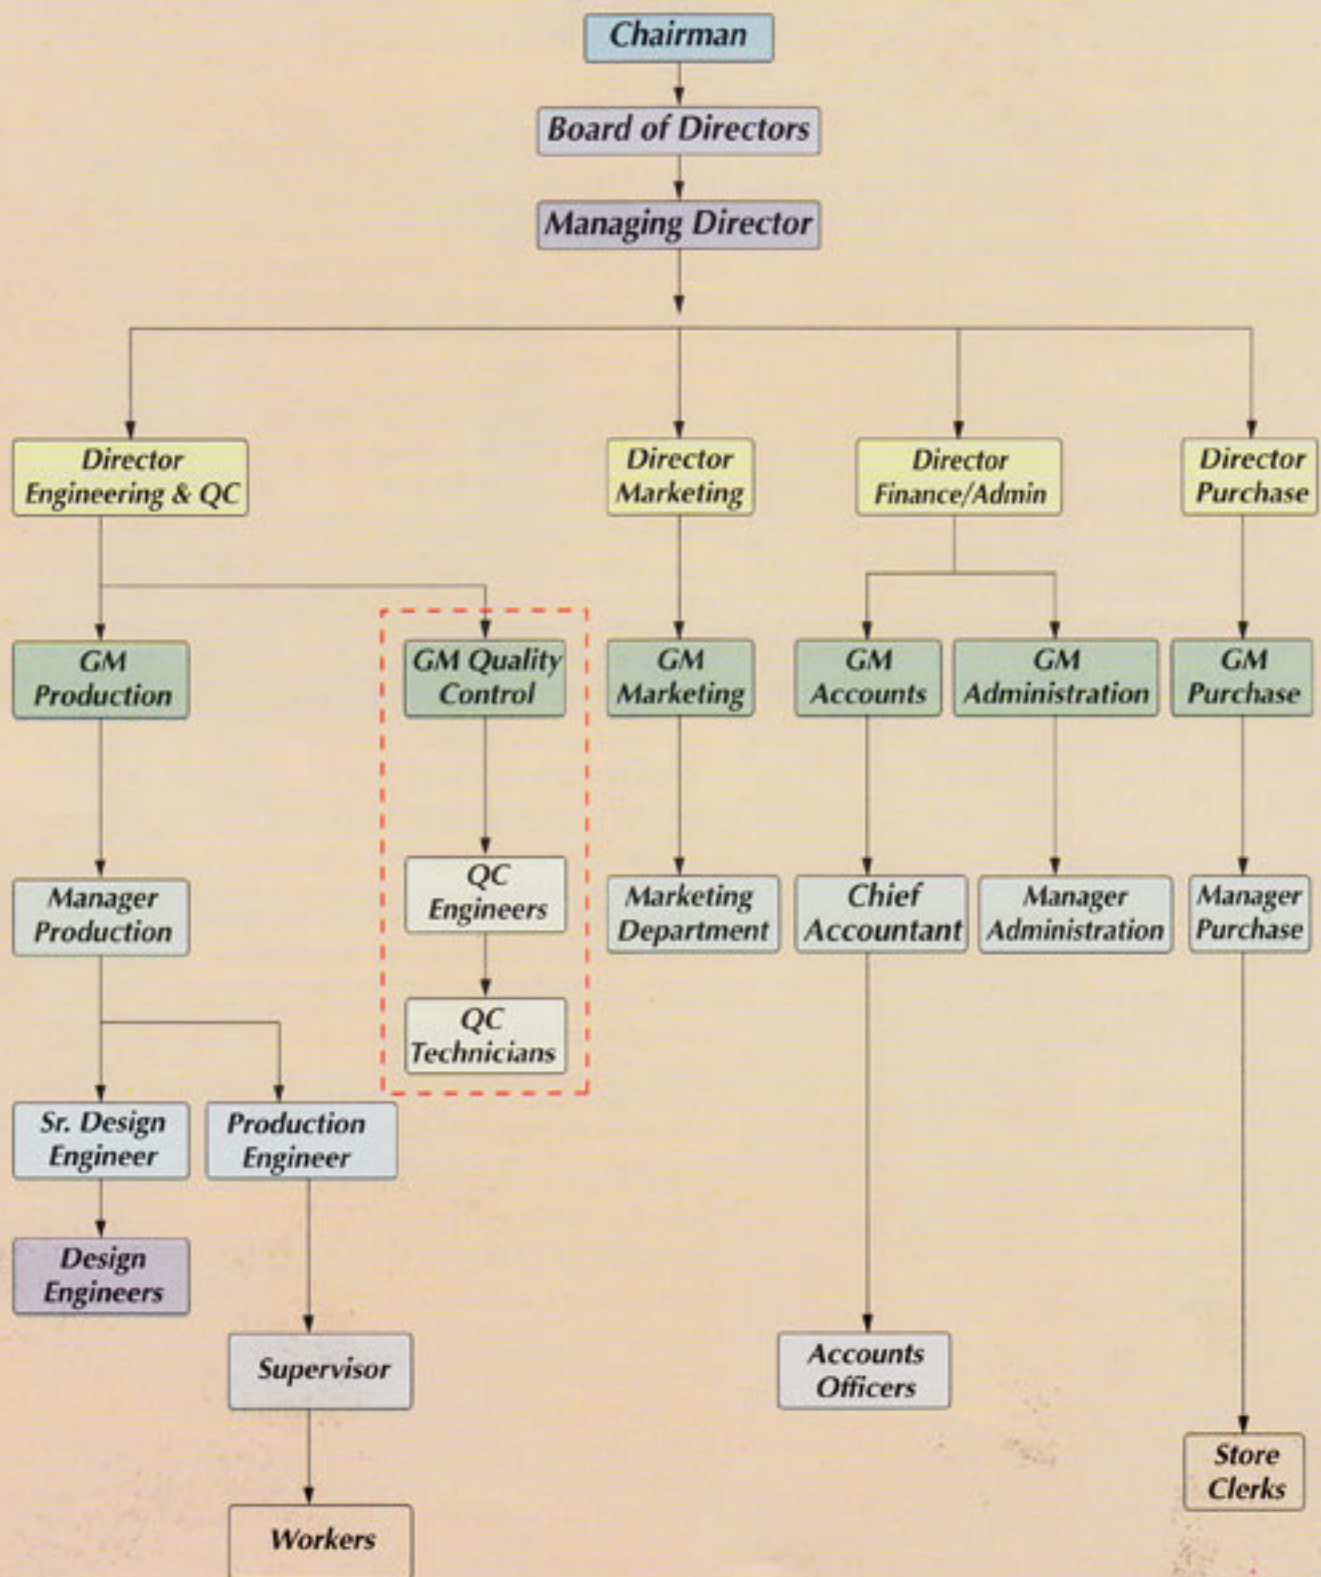 Chairman
Board of Directors
Managing Director
Director
Engineering & QC
Director
Marketing
Director
Finance/Admin
Director
Purchase
GM
Production
GM Quality
Control
GM
Marketing
GM
Accounts
GM
Administration
GM
Purchase
Manager
Production
QC
Engineers
Marketing
Department
Chief
Accountant
Manager
Administration
Manager
Purchase
QC
Technicians
Sr. Design
Engineer
Production
Engineer
Design
Engineers
Supervisor
Accounts
Officers
Store
Clerks
Workers